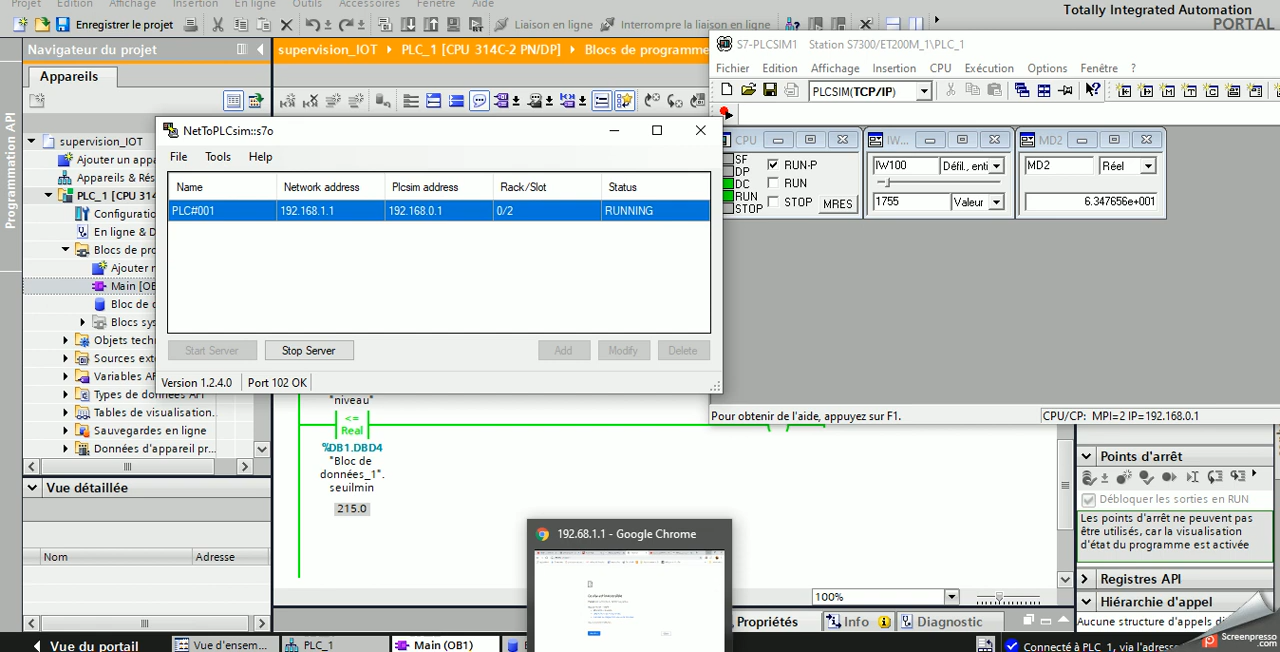 Projet Edition Affichage Insertion En ligne Outils Accessoires Fenêtre Aide
Totally Integrated Automation
PORTAL
Enregistrer le projet
Liaison en ligne
Interrompre la liaison en ligne
Navigateur du projet
supervision_IOT PLC_1 [CPU 314C-2 PN/DP] Blocs de programme
S7-PLCSIM1 Station S7300/ET200M_1\PLC_1
Appareils
Fichier Edition Affichage Insertion CPU Exécution Options Fenêtre ?
PLCSIM(TCP/IP)
Programmation API
NetToPLCsim::s7o
File Tools Help
supervision_IOT
Ajouter un appa
Appareils & Rés
PLC_1 [CPU 314
Configuratio
En ligne & D
Blocs de pro
Ajouter n
Main [OB
Bloc de d
Blocs sys
Objets techn
Sources exte
Variables AP
Types de données API
Tables de visualisation...
Sauvegardes en ligne
Données d'appareil pr...
Name Network address Plcsim address Rack/Slot Status
PLC#001 192.168.1.1 192.168.0.1 0/2 RUNNING
Start Server Stop Server Add Modify Delete
Version 1.2.4.0 Port 102 OK
CPU
SF
DP
DC
RUN
STOP
RUN-P
RUN
STOP MRES
IW...
IW100 Défil., enti
1755 Valeur
MD2
MD2 Réel
6.347656e+001
Pour obtenir de l'aide, appuyez sur F1.
CPU/CP: MPI=2 IP=192.168.0.1
"niveau"
<=
Real
%DB1.DBD4
"Bloc de
données_1".
seuilmin
215.0
Vue détaillée
Nom Adresse
192.68.1.1 - Google Chrome
100%
Points d'arrêt
Débloquer les sorties en RUN
Les points d'arrêt ne peuvent pas
être utilisés, car la visualisation
d'état du programme est activée
Registres API
Hiérarchie d'appel
Aucune structure d'appels di
Propriétés Info Diagnostic
Vue du portail Vue d'ensem... PLC_1 Main (OB1)
Connecté à PLC_1, via l'adresse
Screenpresso
.com